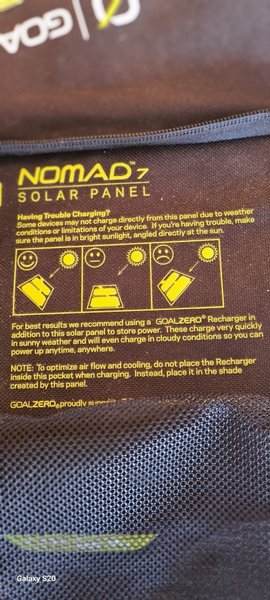 GOA
NOMAD™ 7
SOLAR PANEL
Having Trouble Charging?
Some devices may not charge directly from this panel due to weather
conditions or limitations of your device. If you're having trouble, make
sure the panel is in bright sunlight, angled directly at the sun.
For best results we recommend using a GOALZERO® Recharger in
addition to this solar panel to store power. These charge very quickly
in sunny weather and will even charge in cloudy conditions so you can
power up anytime, anywhere.
NOTE: To optimize air flow and cooling, do not place the Recharger
inside this pocket when charging. Instead, place it in the shade
created by this panel.
GOALZERO® proudly
Galaxy S20